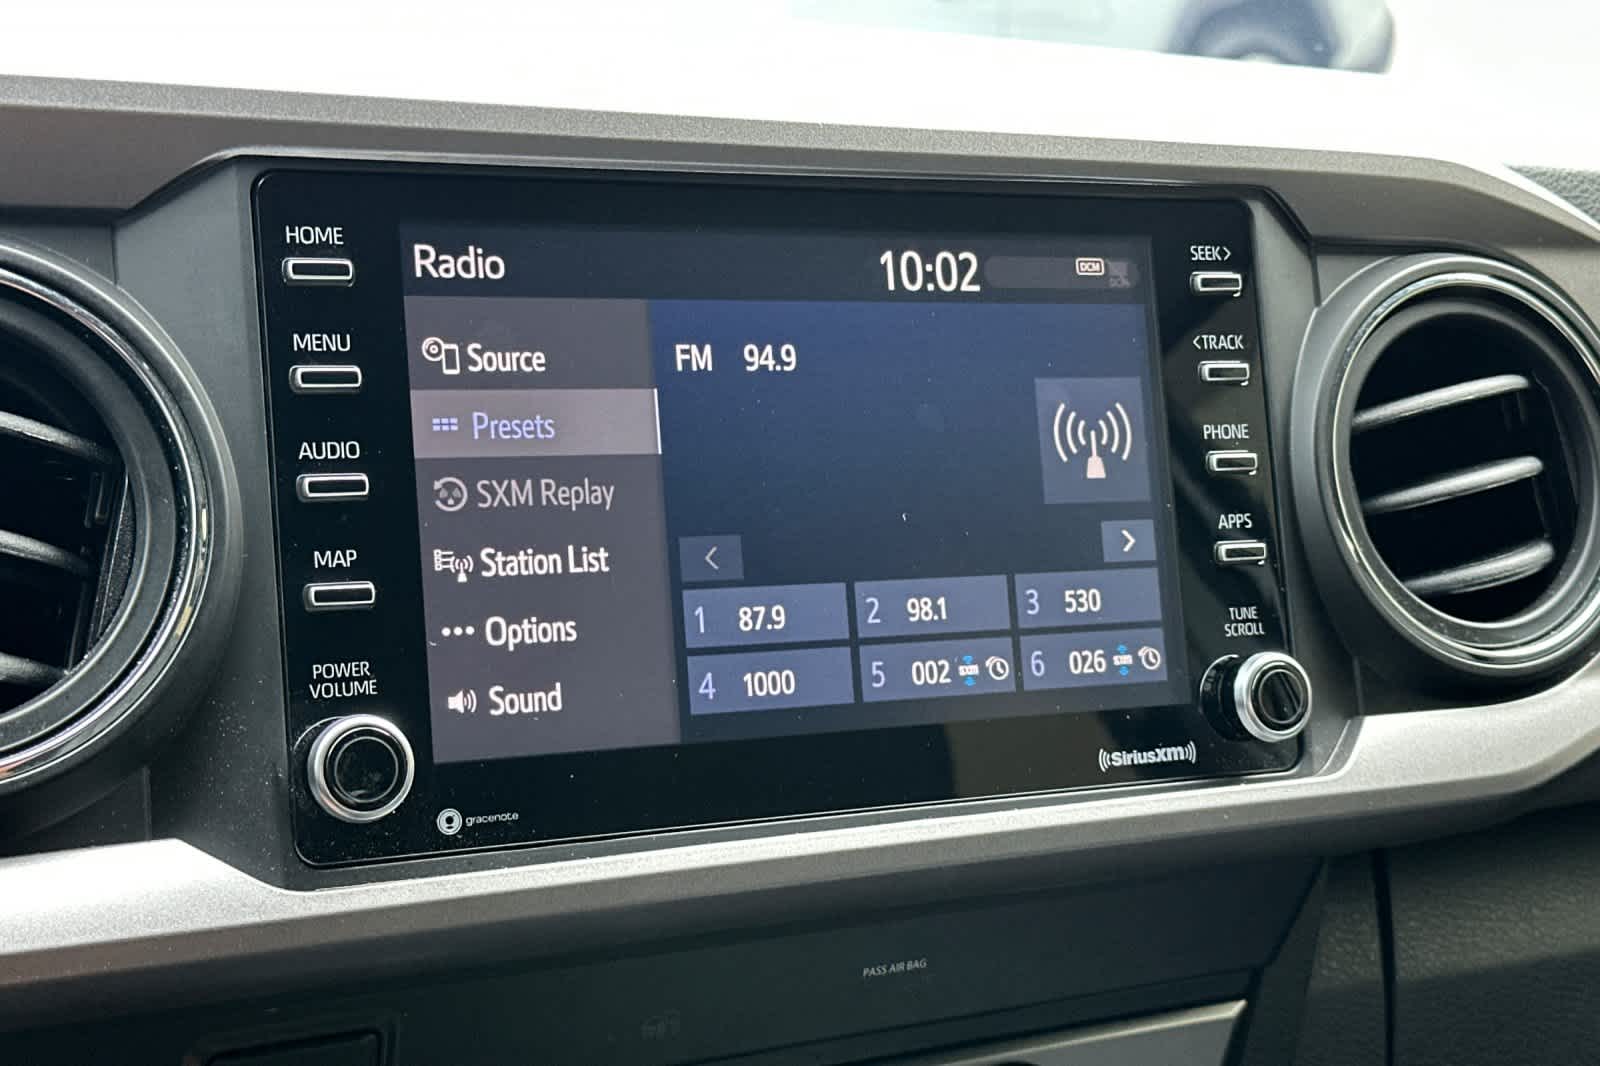 HOME
MENU
AUDIO
MAP
POWER
VOLUME
Radio
10:02
DCM
Source
Presets
SXM Replay
Station List
Options
Sound
FM 94.9
<
>
1 87.9
2 98.1
3 530
4 1000
5 002 sxm
6 026 sxm
SEEK>
<TRACK
PHONE
APPS
TUNE
SCROLL
gracenote
((SiriusXM))
PASS AIR BAG